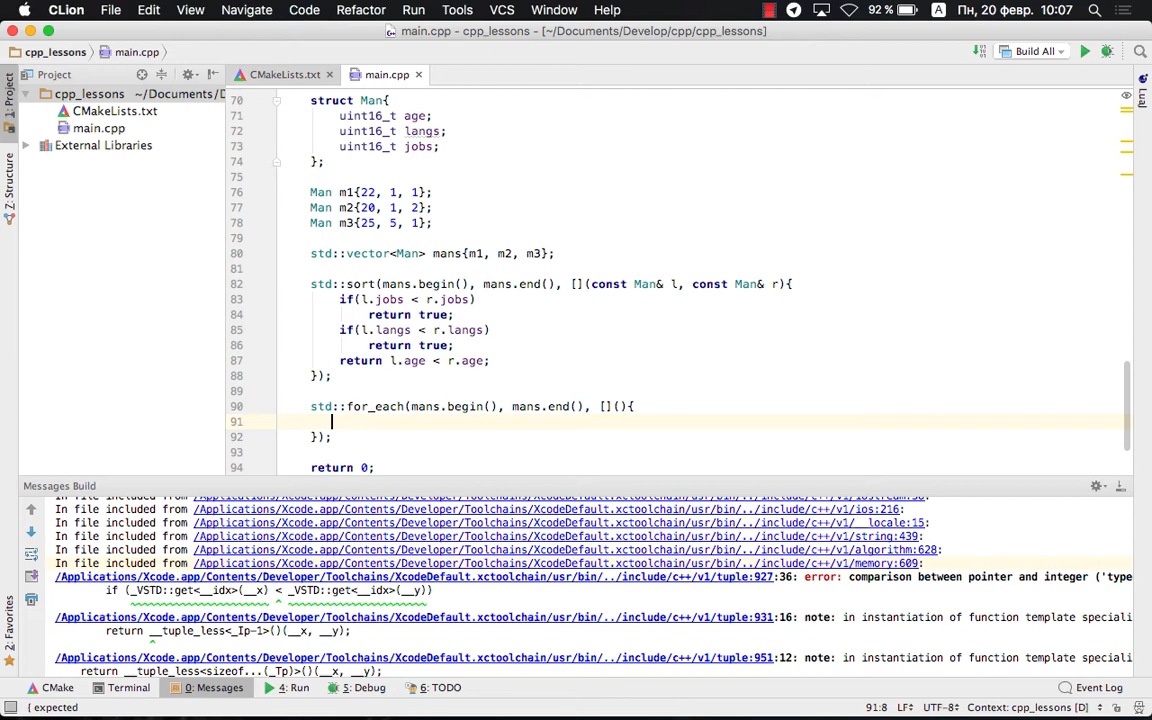 CLion File Edit View Navigate Code Refactor Run Tools VCS Window Help 92 % A Пн, 20 февр. 10:07
main.cpp - cpp_lessons - [~/Documents/Develop/cpp/cpp_lessons]
cpp_lessons main.cpp Build All
Project CMakeLists.txt main.cpp
cpp_lessons ~/Documents/D
CMakeLists.txt
main.cpp
External Libraries
1: Project
Z: Structure
2: Favorites
Lua!
70 struct Man{
71 uint16_t age;
72 uint16_t langs;
73 uint16_t jobs;
74 };
75
76 Man m1{22, 1, 1};
77 Man m2{20, 1, 2};
78 Man m3{25, 5, 1};
79
80 std::vector<Man> mans{m1, m2, m3};
81
82 std::sort(mans.begin(), mans.end(), [](const Man& l, const Man& r){
83 if(l.jobs < r.jobs)
84 return true;
85 if(l.langs < r.langs)
86 return true;
87 return l.age < r.age;
88 });
89
90 std::for_each(mans.begin(), mans.end(), [](){
91
92 });
93
94 return 0;
Messages Build
In file included from /Applications/Xcode.app/Contents/Developer/Toolchains/XcodeDefault.xctoolchain/usr/bin/../include/c++/v1/ios:216:
In file included from /Applications/Xcode.app/Contents/Developer/Toolchains/XcodeDefault.xctoolchain/usr/bin/../include/c++/v1/__locale:15:
In file included from /Applications/Xcode.app/Contents/Developer/Toolchains/XcodeDefault.xctoolchain/usr/bin/../include/c++/v1/string:439:
In file included from /Applications/Xcode.app/Contents/Developer/Toolchains/XcodeDefault.xctoolchain/usr/bin/../include/c++/v1/algorithm:628:
In file included from /Applications/Xcode.app/Contents/Developer/Toolchains/XcodeDefault.xctoolchain/usr/bin/../include/c++/v1/memory:609:
/Applications/Xcode.app/Contents/Developer/Toolchains/XcodeDefault.xctoolchain/usr/bin/../include/c++/v1/tuple:927:36: error: comparison between pointer and integer ('type
if (_VSTD::get<__idx>(__x) < _VSTD::get<__idx>(__y))
~~~~~~~~~~~~~~~~~~~~~~ ^ ~~~~~~~~~~~~~~~~~~~~~~
/Applications/Xcode.app/Contents/Developer/Toolchains/XcodeDefault.xctoolchain/usr/bin/../include/c++/v1/tuple:931:16: note: in instantiation of function template speciali
return __tuple_less<_Ip-1>()(__x, __y);
^
/Applications/Xcode.app/Contents/Developer/Toolchains/XcodeDefault.xctoolchain/usr/bin/../include/c++/v1/tuple:951:12: note: in instantiation of function template speciali
return __tuple_less<sizeof...(_Tp)>()(__x, __y);
CMake Terminal 0: Messages 4: Run 5: Debug 6: TODO Event Log
{ expected 91:8 LF UTF-8 Context: cpp_lessons [D]